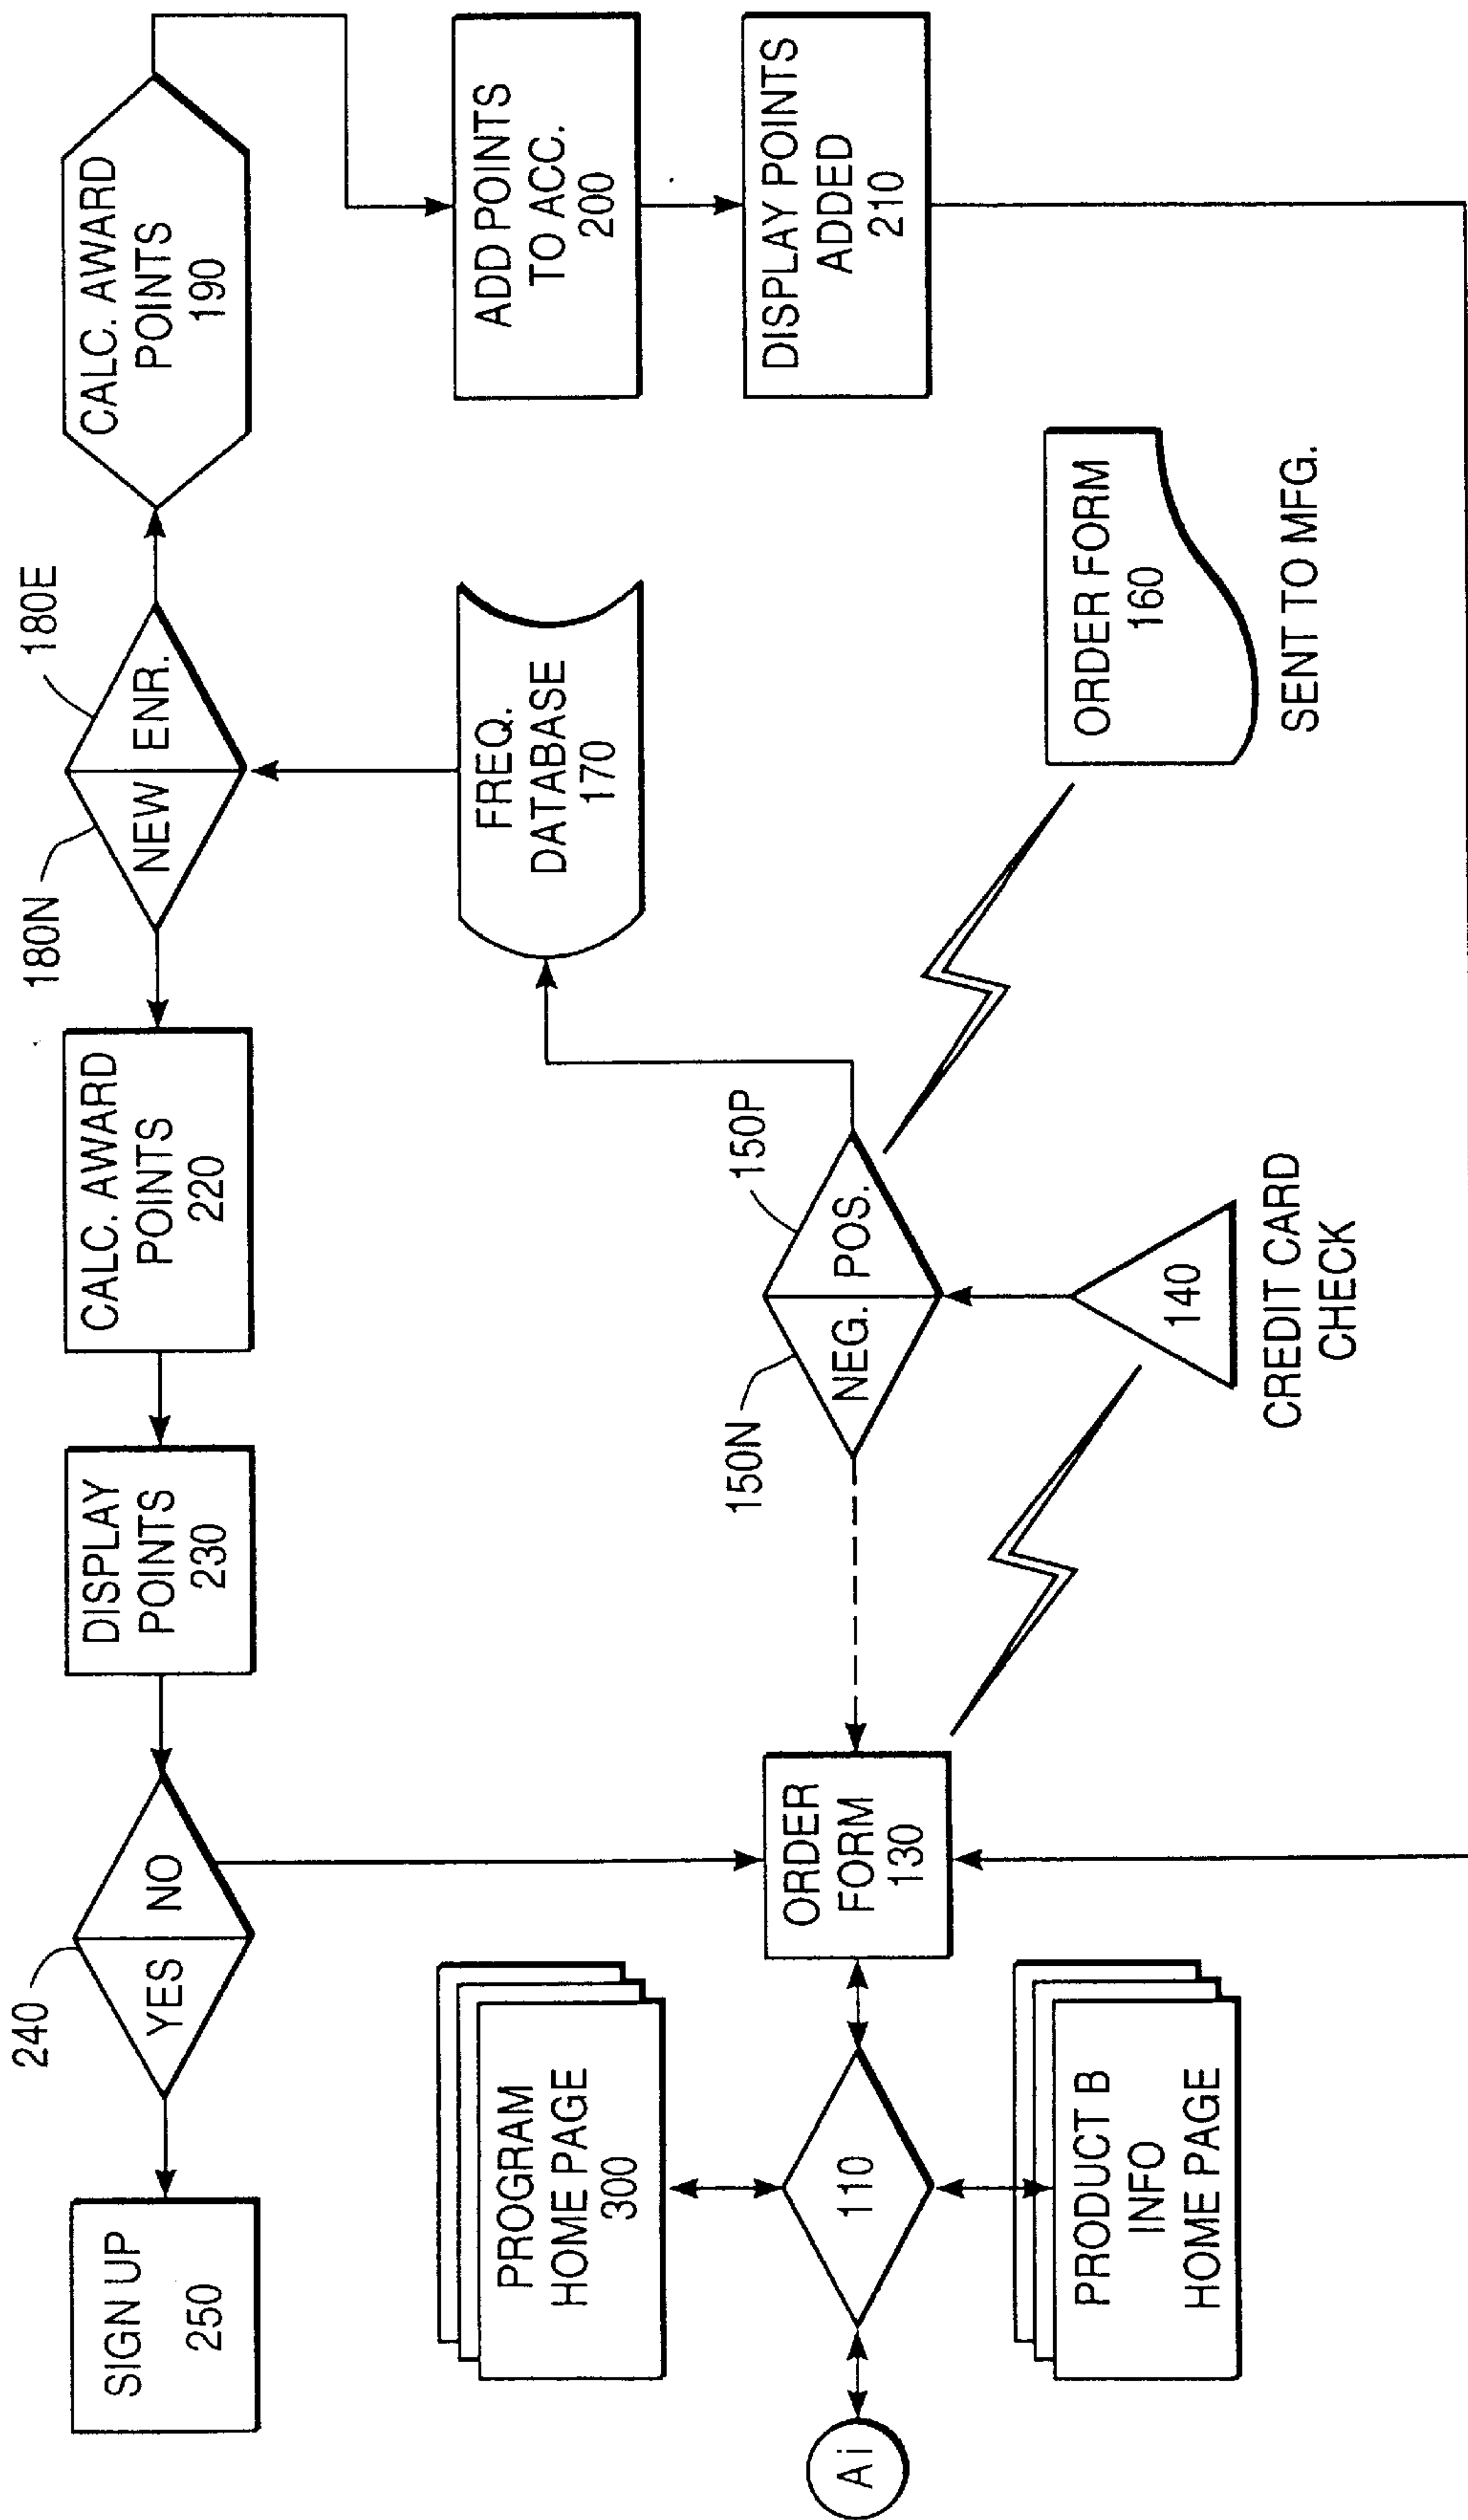 240
180N
180E
SIGN UP
250
YES
NO
DISPLAY
POINTS
230
CALC. AWARD
POINTS
220
NEW
ENR.
CALC. AWARD
POINTS
190
PROGRAM
HOME PAGE
300
FREQ.
DATABASE
170
ADD POINTS
TO ACC.
200
Ai
110
ORDER
FORM
130
150N
150P
NEG.
POS.
DISPLAY POINTS
ADDED
210
PRODUCT B
INFO
HOME PAGE
140
CREDIT CARD
CHECK
ORDER FORM
160
SENT TO MFG.